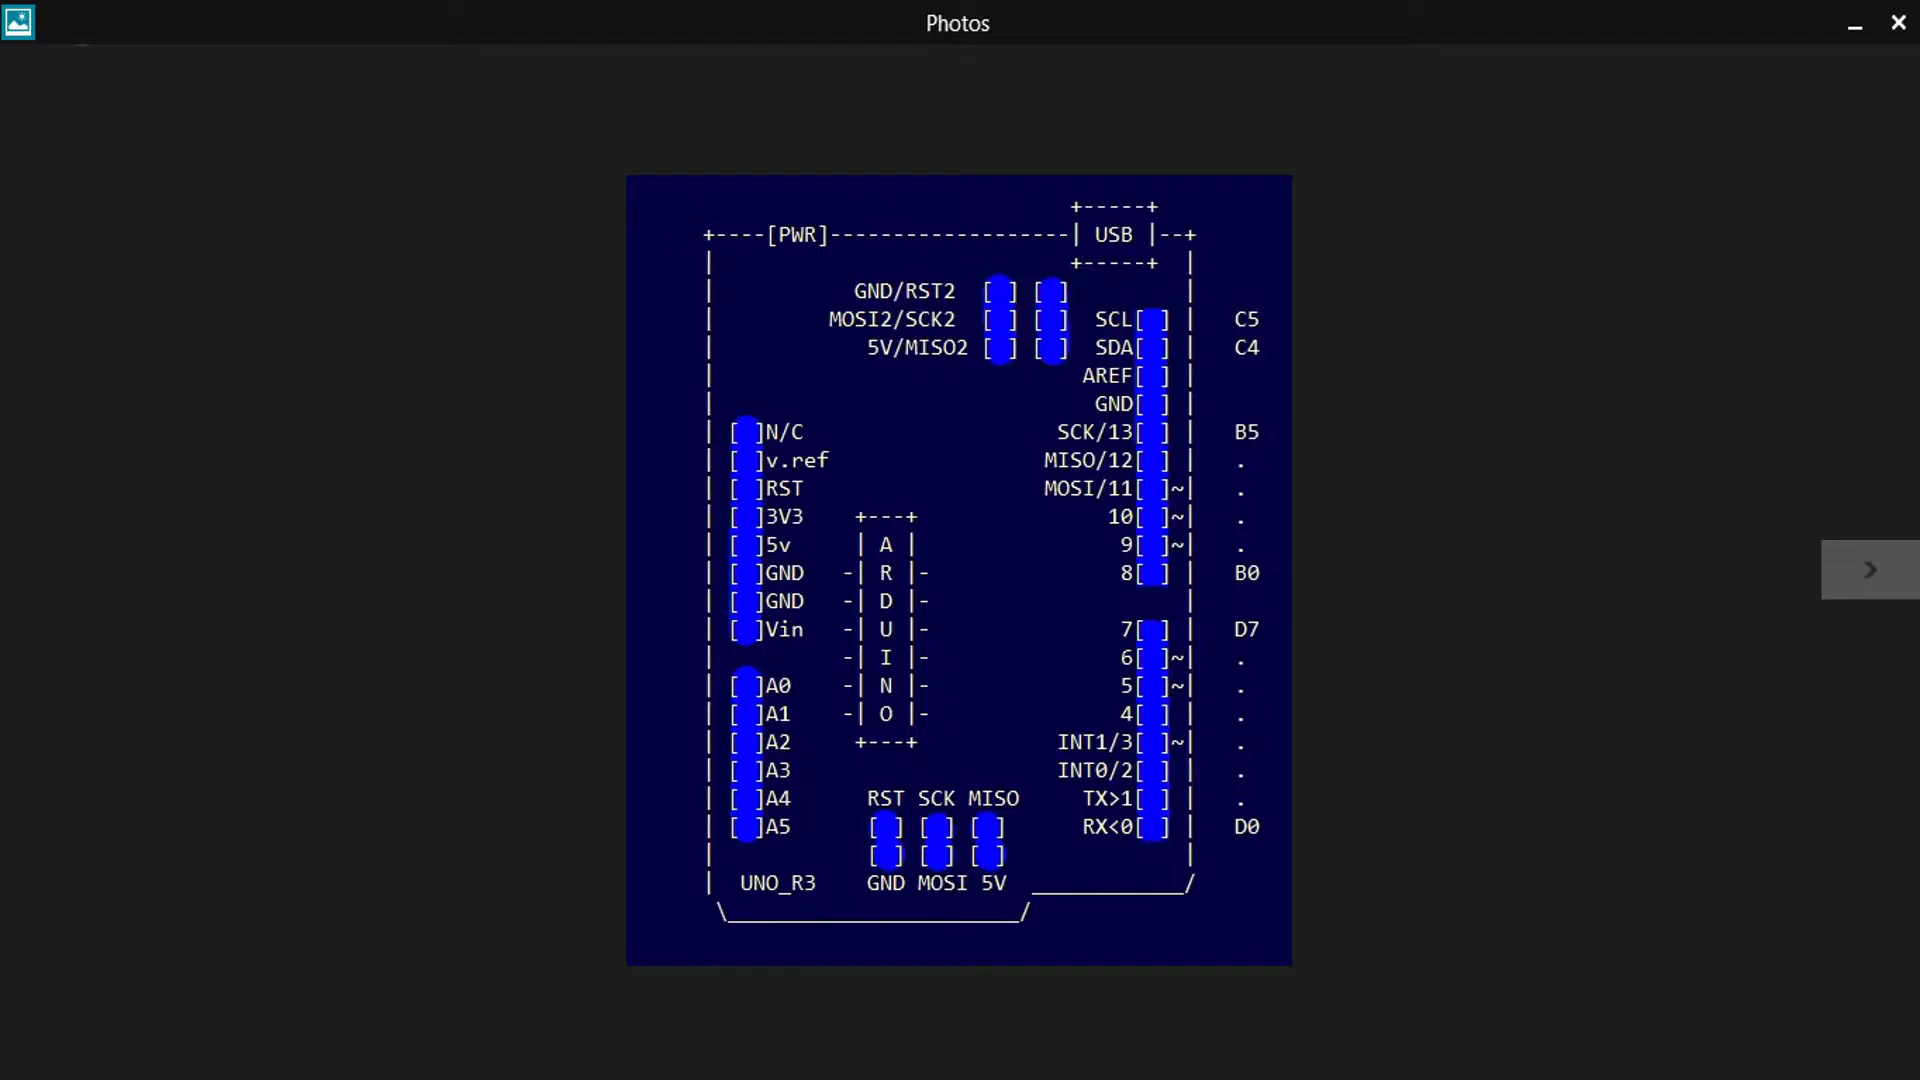 Photos
+-----+
+----[PWR]-------------------| USB |--+
| +-----+ |
| GND/RST2 [ ] [ ] |
| MOSI2/SCK2 [ ] [ ] SCL[ ] | C5
| 5V/MISO2 [ ] [ ] SDA[ ] | C4
| AREF[ ] |
| GND[ ] |
| [ ]N/C SCK/13[ ] | B5
| [ ]v.ref MISO/12[ ] | .
| [ ]RST MOSI/11[ ]~| .
| [ ]3V3 +---+ 10[ ]~| .
| [ ]5v | A | 9[ ]~| .
| [ ]GND -| R |- 8[ ] | B0
| [ ]GND -| D |- |
| [ ]Vin -| U |- 7[ ] | D7
| -| I |- 6[ ]~| .
| [ ]A0 -| N |- 5[ ]~| .
| [ ]A1 -| O |- 4[ ] | .
| [ ]A2 +---+ INT1/3[ ]~| .
| [ ]A3 INT0/2[ ] | .
| [ ]A4 RST SCK MISO TX>1[ ] | .
| [ ]A5 [ ] [ ] [ ] RX<0[ ] | D0
| [ ] [ ] [ ] |
| UNO_R3 GND MOSI 5V ____________/
\_______________________/